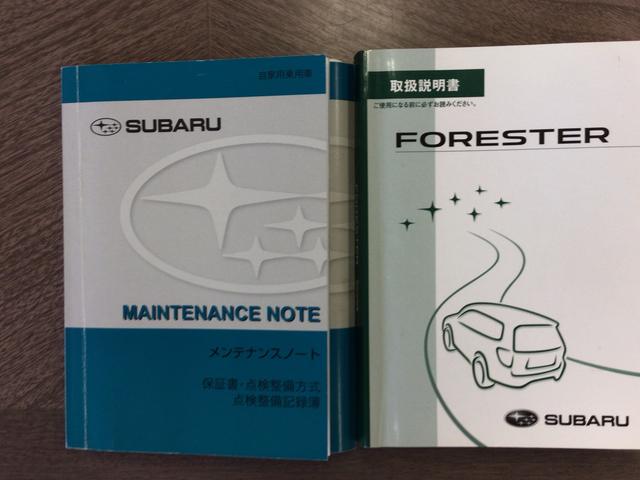 自家用乗用車
SUBARU
MAINTENANCE NOTE
メンテナンスノート
保証書・点検整備方式
点検整備記録簿
取扱説明書
ご使用になる前に必ずお読みください。
FORESTER
SUBARU